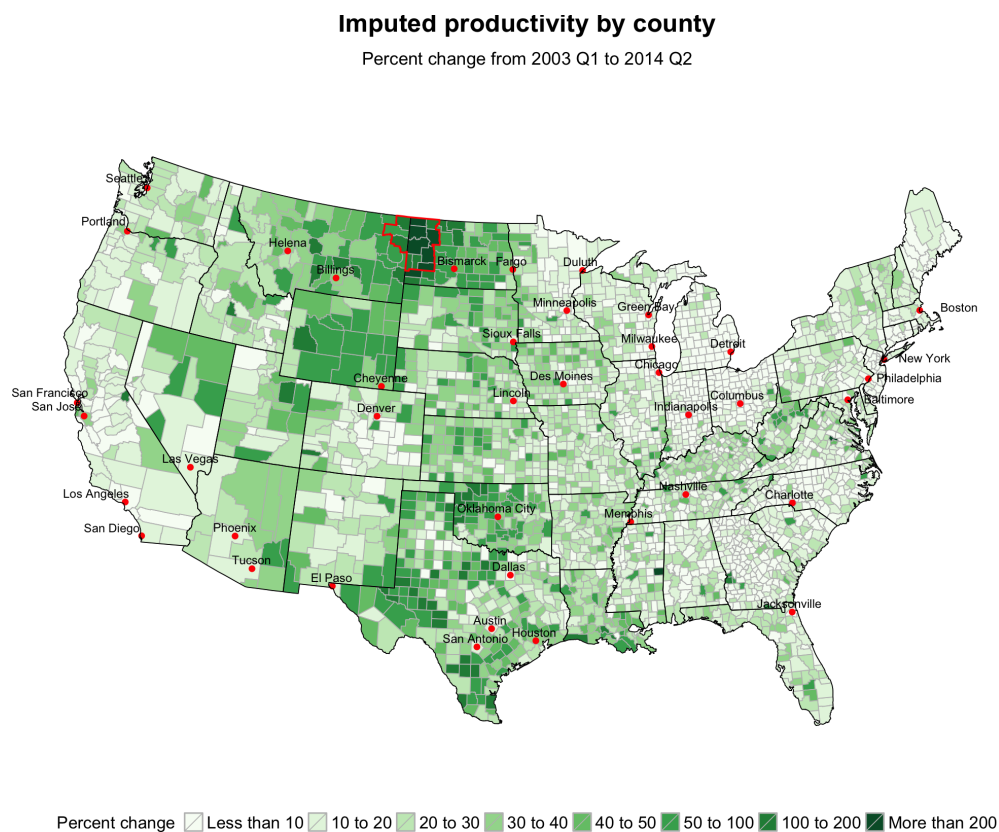 Imputed productivity by county
Percent change from 2003 Q1 to 2014 Q2
Seattle
Portland
Helena
Billings
Bismarck
Fargo
Duluth
Minneapolis
Green Bay
Boston
Sioux Falls
Milwaukee
Detroit
Chicago
New York
Cheyenne
Des Moines
Philadelphia
San Francisco
Lincoln
Columbus
Baltimore
San Jose
Denver
Indianapolis
Las Vegas
Nashville
Los Angeles
Charlotte
Oklahoma City
Memphis
San Diego
Phoenix
Tucson
Dallas
El Paso
Jacksonville
Austin
San Antonio
Houston
Percent change Less than 10 10 to 20 20 to 30 30 to 40 40 to 50 50 to 100 100 to 200 More than 200